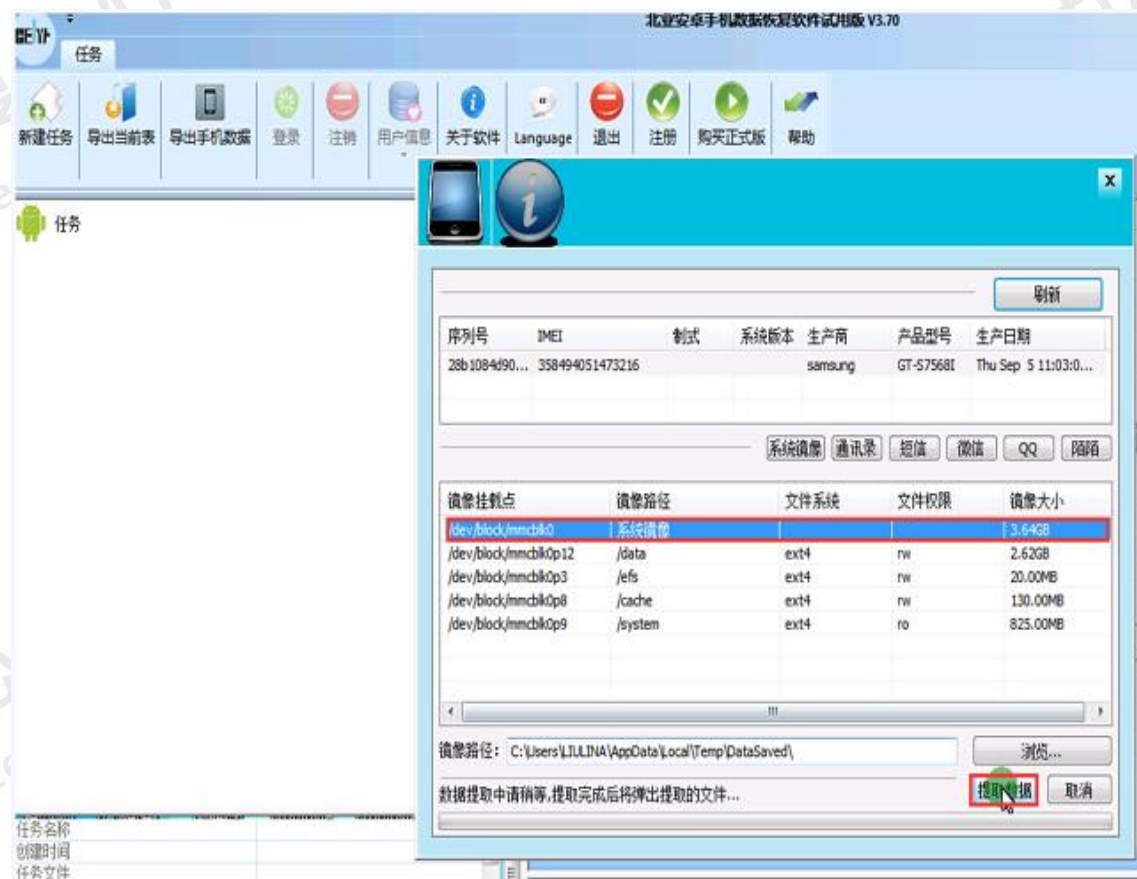 北亚安卓手机数据恢复软件试用版 V3.70
任务
新建任务 导出当前表 导出手机数据 登录 注销 用户信息 关于软件 Language 退出 注册 购买正式版 帮助
x
任务
刷新
序列号 IMEI 制式 系统版本 生产商 产品型号 生产日期
28b1084d90... 358494051473216 samsung GT-S7568I Thu Sep 5 11:03:0...
系统镜像 通讯录 短信 微信 QQ 陌陌
镜像挂载点 镜像路径 文件系统 文件权限 镜像大小
/dev/block/mmcblk0 系统镜像 3.64GB
/dev/block/mmcblk0p12 /data ext4 rw 2.62GB
/dev/block/mmcblk0p3 /efs ext4 rw 20.00MB
/dev/block/mmcblk0p8 /cache ext4 rw 130.00MB
/dev/block/mmcblk0p9 /system ext4 ro 825.00MB
镜像路径: C:\Users\LIULINA\AppData\Local\Temp\DataSaved\ 浏览...
数据提取中请稍等,提取完成后将弹出提取的文件... 提取数据 取消
任务名称
创建时间
任务文件